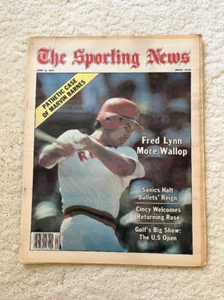 The Sporting News
PATHETIC CASE
OF MARVIN BARNES
Fred Lynn
More Wallop
Sonics Halt
Bullets' Reign
Cincy Welcomes
Returning Rose
Golf's Big Show:
The U.S Open